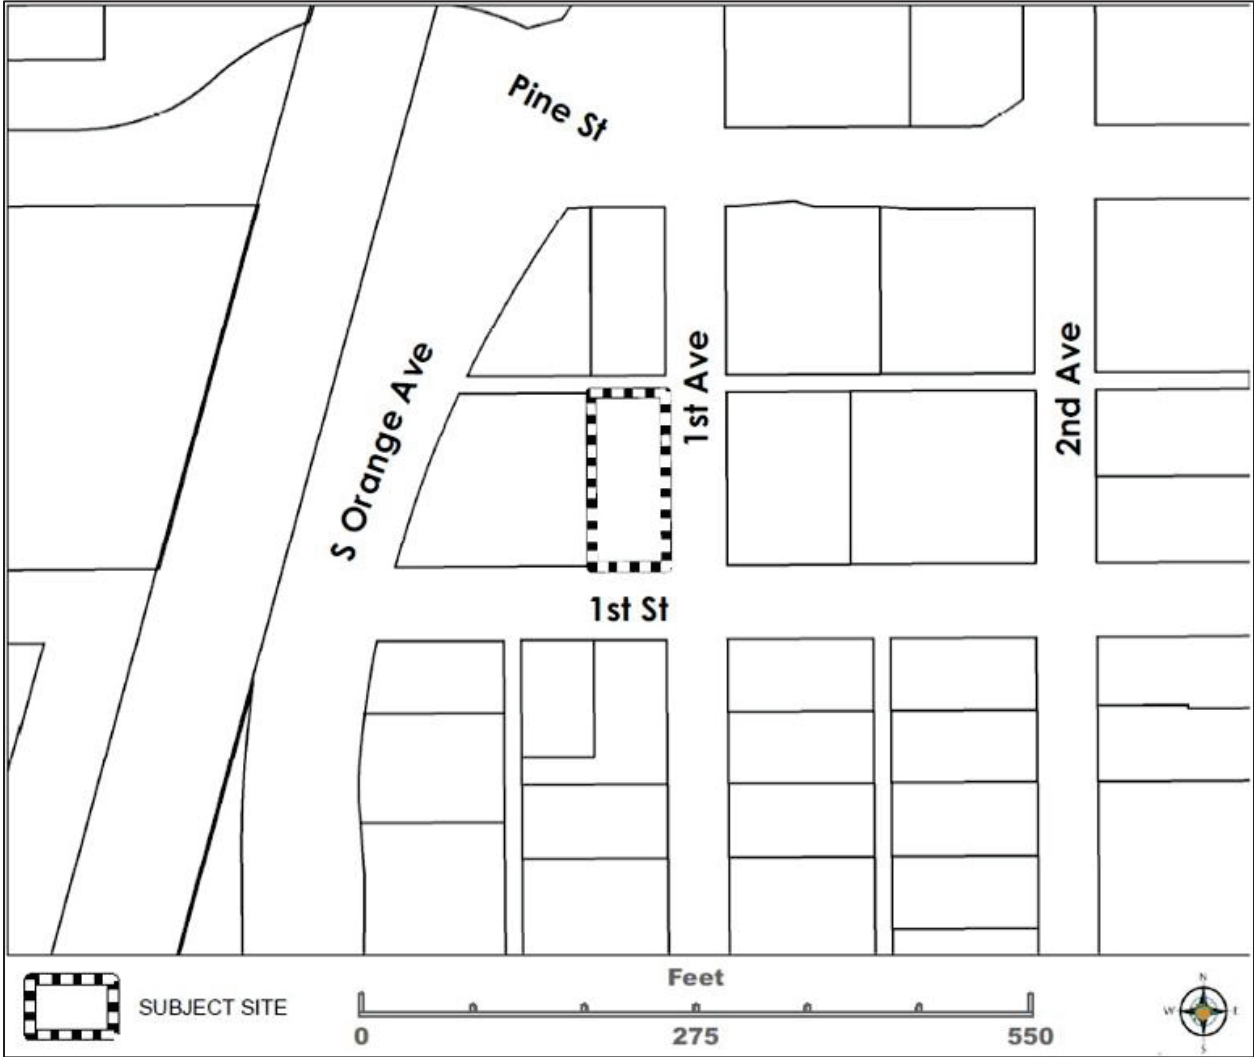 Pine St
S Orange Ave
1st Ave
2nd Ave
1st St
SUBJECT SITE
Feet
0 275 550
N
W E
S